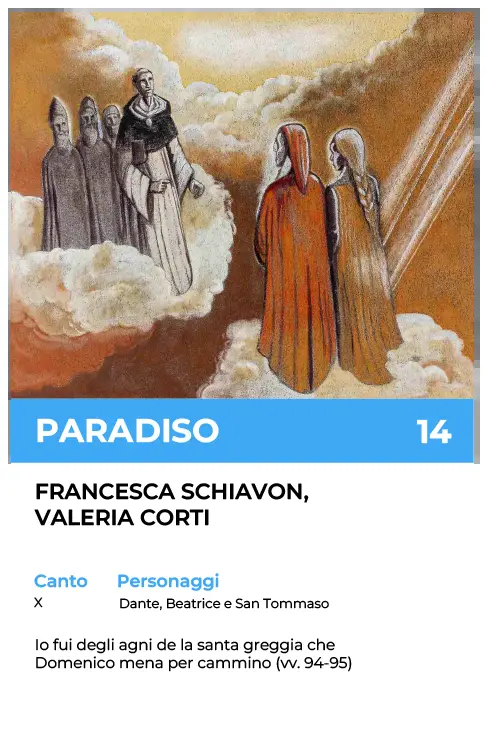 PARADISO 14
FRANCESCA SCHIAVON,
VALERIA CORTI
Canto Personaggi
X Dante, Beatrice e San Tommaso
Io fui degli agni de la santa greggia che
Domenico mena per cammino (vv. 94-95)